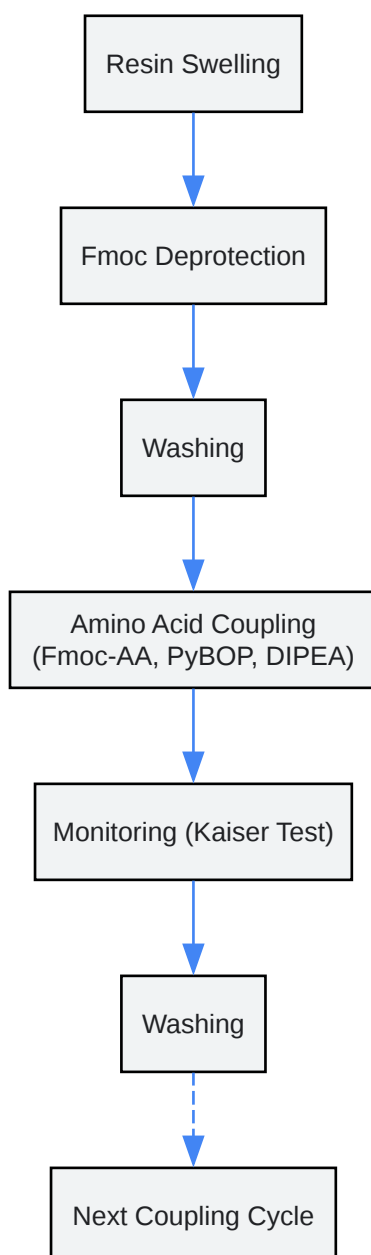 Resin Swelling
Fmoc Deprotection
Washing
Amino Acid Coupling
(Fmoc-AA, PyBOP, DIPEA)
Monitoring (Kaiser Test)
Washing
Next Coupling Cycle